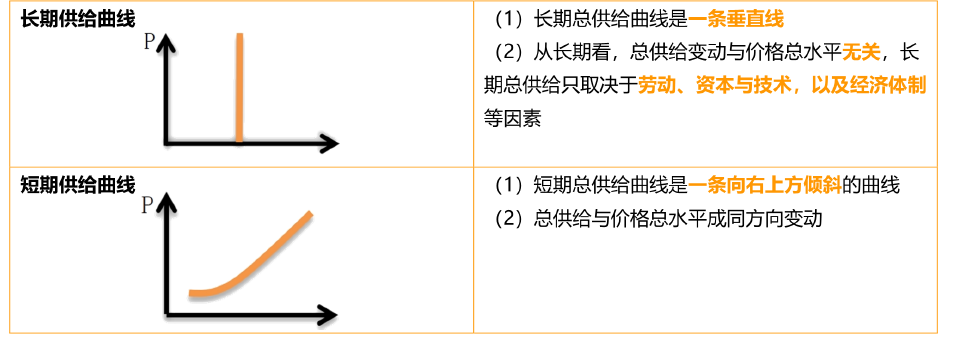 长期供给曲线
P
（1）长期总供给曲线是一条垂直线
（2）从长期看，总供给变动与价格总水平无关，长
期总供给只取决于劳动、资本与技术，以及经济体制
等因素
短期供给曲线
P
（1）短期总供给曲线是一条向右上方倾斜的曲线
（2）总供给与价格总水平成同方向变动